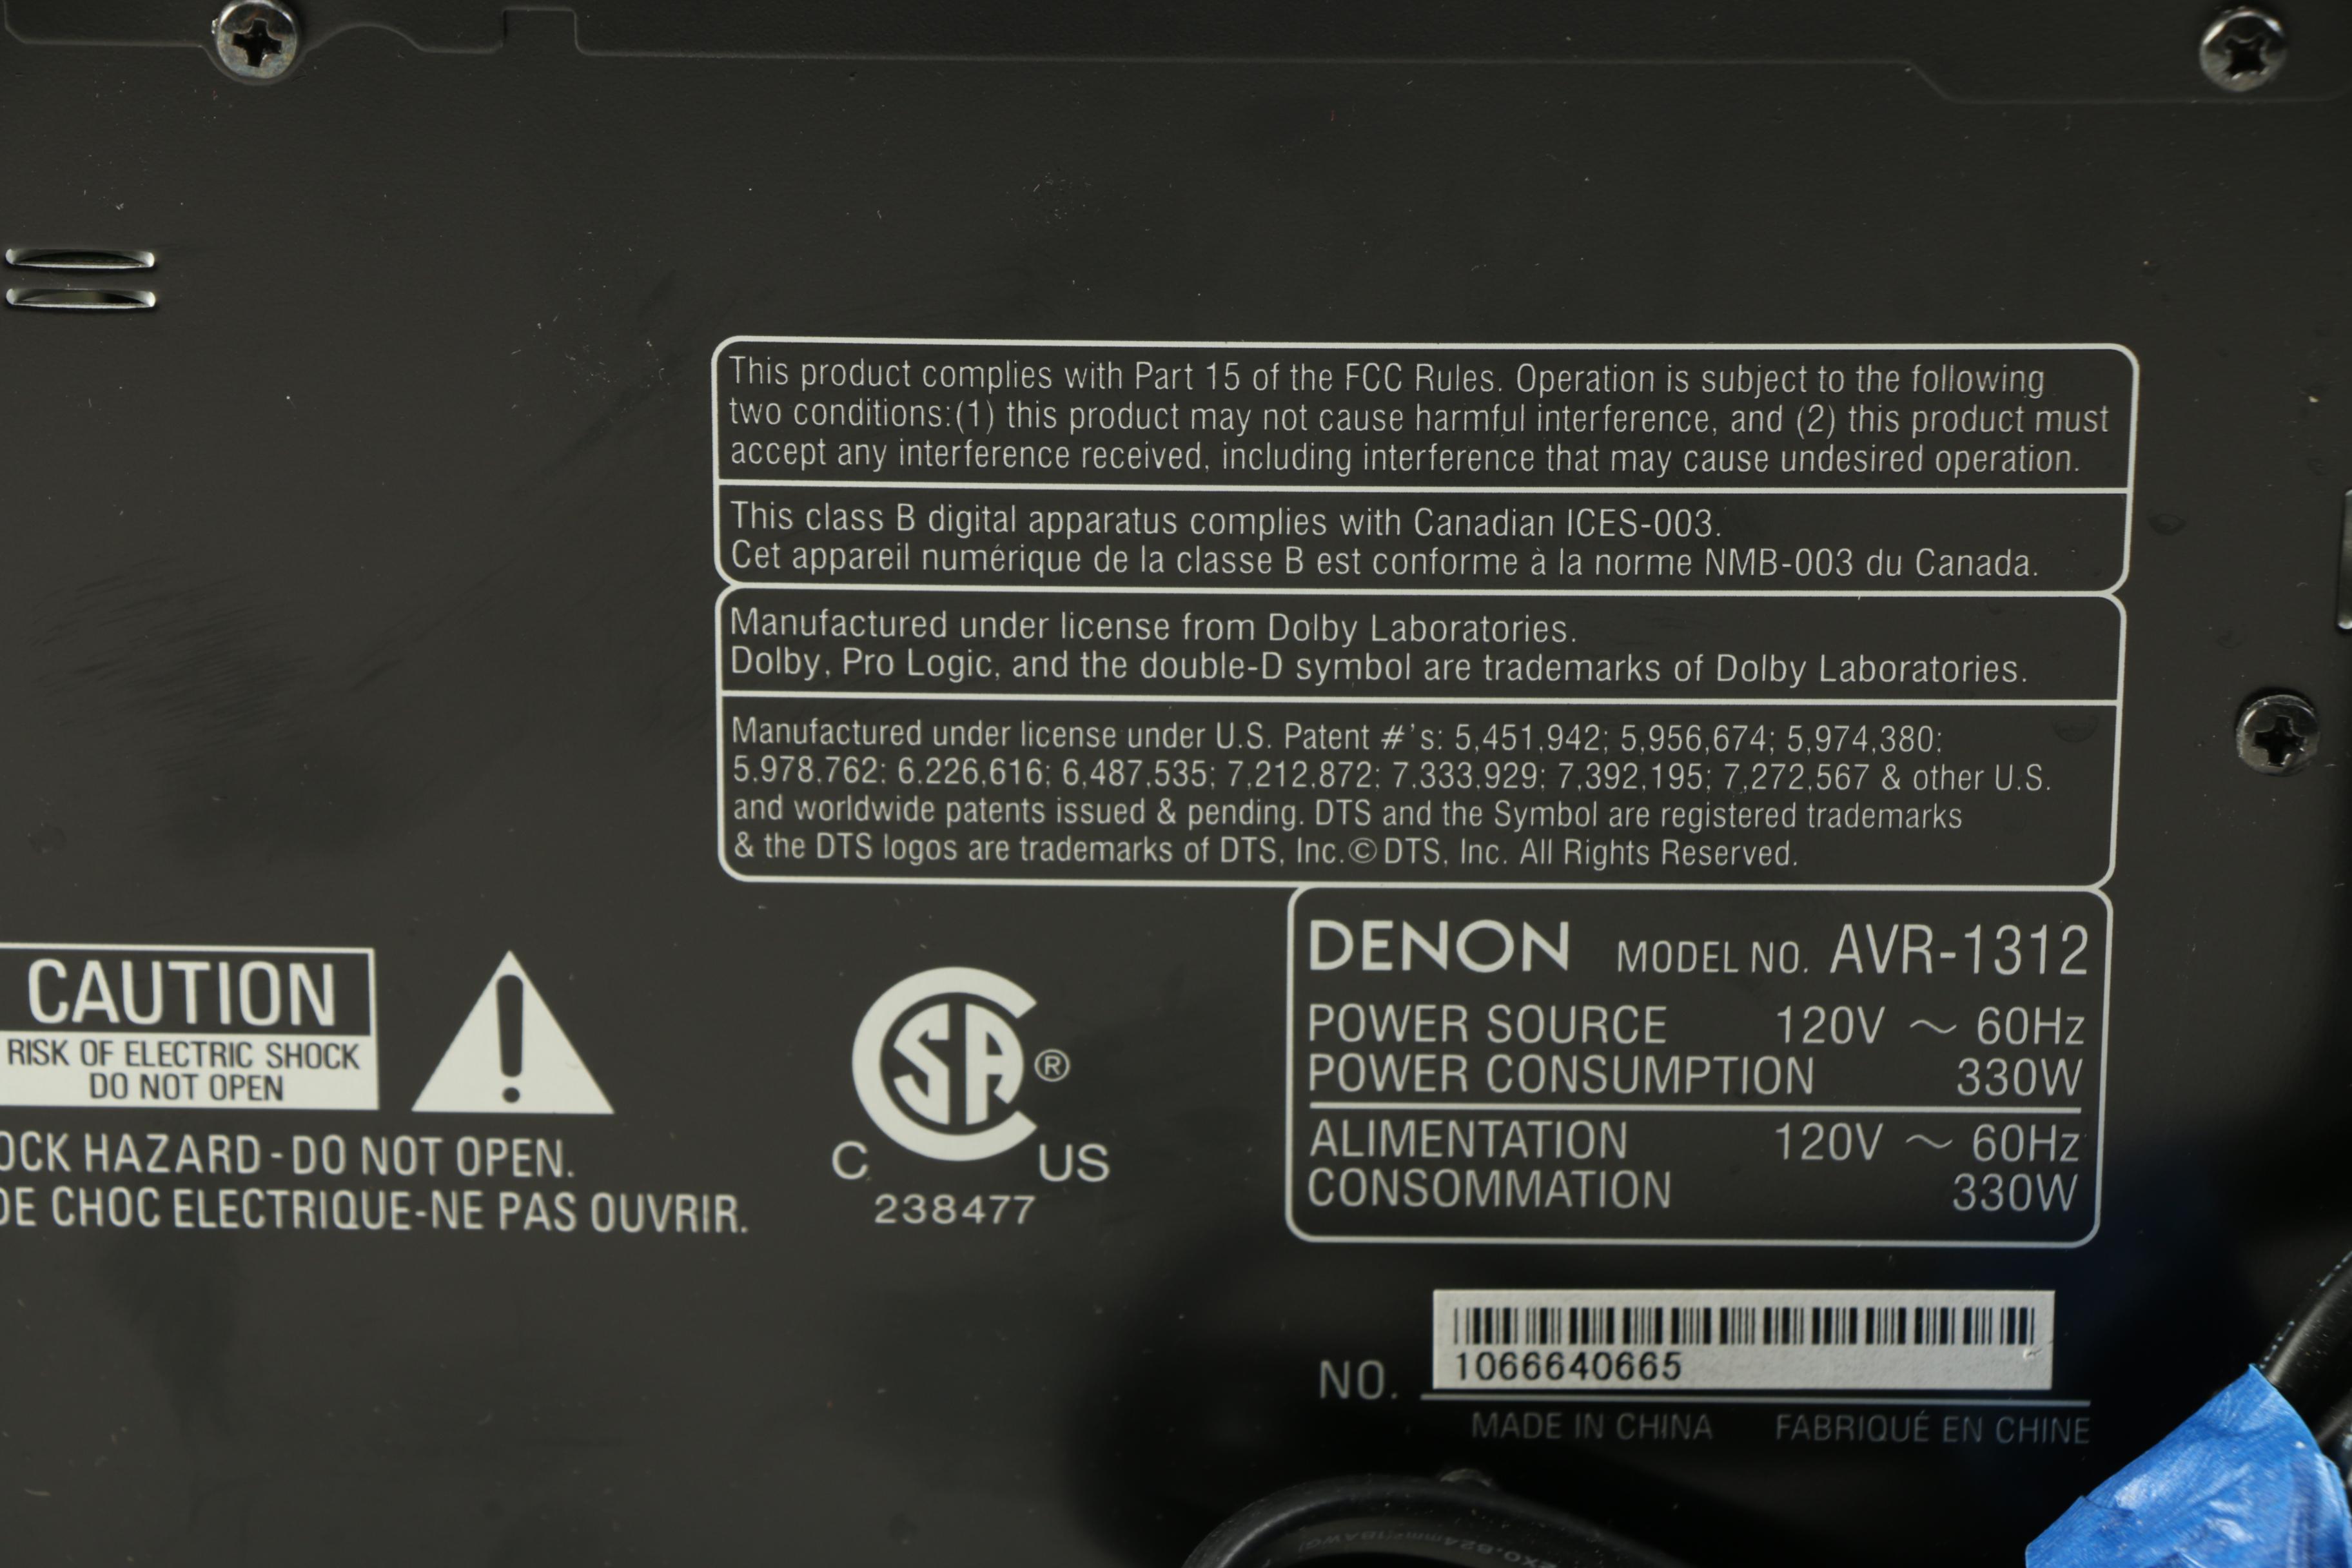 This product complies with Part 15 of the FCC Rules. Operation is subject to the following
two conditions:(1) this product may not cause harmful interference, and (2) this product must
accept any interference received, including interference that may cause undesired operation.
This class B digital apparatus complies with Canadian ICES-003.
Cet appareil numérique de la classe B est conforme à la norme NMB-003 du Canada.
Manufactured under license from Dolby Laboratories.
Dolby, Pro Logic, and the double-D symbol are trademarks of Dolby Laboratories.
Manufactured under license under U.S. Patent #'s: 5,451,942; 5,956,674; 5,974,380;
5,978,762; 6,226,616; 6,487,535; 7,212,872; 7,333,929; 7,392,195; 7,272,567 & other U.S.
and worldwide patents issued & pending. DTS and the Symbol are registered trademarks
& the DTS logos are trademarks of DTS, Inc.© DTS, Inc. All Rights Reserved.
CAUTION
RISK OF ELECTRIC SHOCK
DO NOT OPEN
OCK HAZARD-DO NOT OPEN.
DE CHOC ELECTRIQUE-NE PAS OUVRIR.
SA ®
C US
238477
DENON MODEL NO. AVR-1312
POWER SOURCE 120V ~ 60Hz
POWER CONSUMPTION 330W
ALIMENTATION 120V ~ 60Hz
CONSOMMATION 330W
NO. 1066640665
MADE IN CHINA FABRIQUÉ EN CHINE